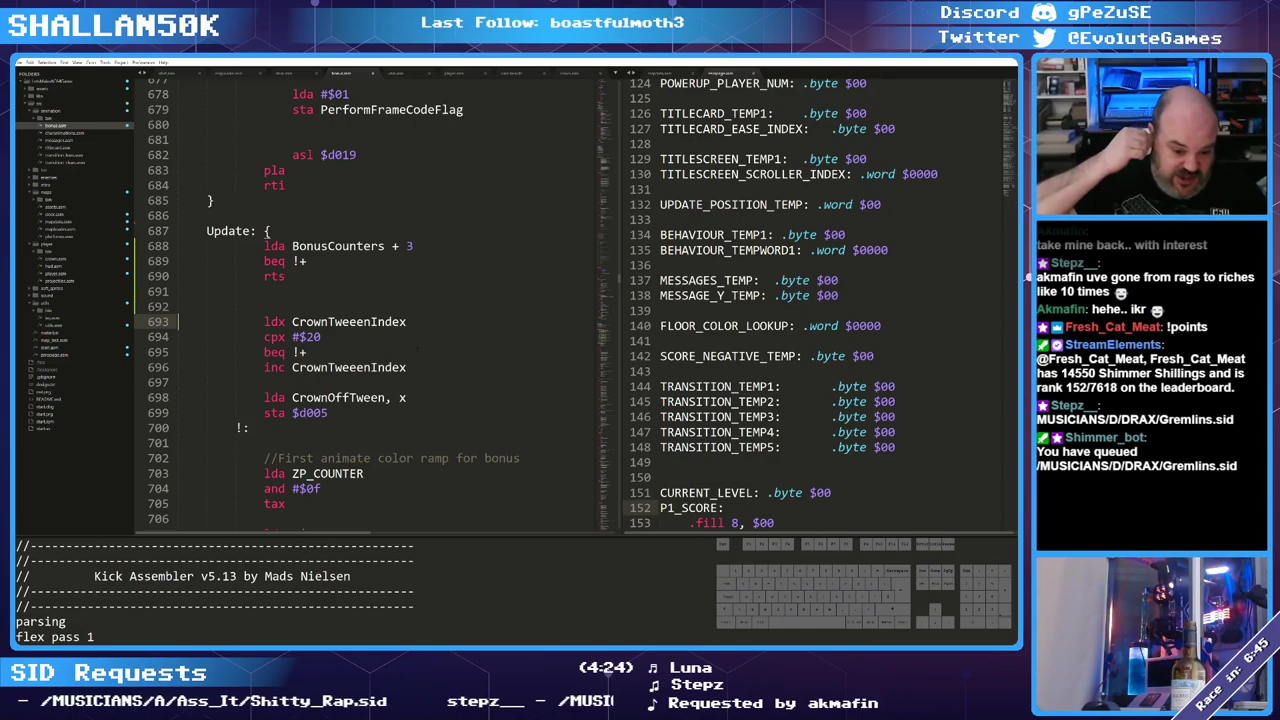 SHALLAN50K
Last Follow: boastfulmoth3
Discord gPeZuSE
Twitter @EvoluteGames
FOLDERS
677
678 lda #$01
679 sta PerformFrameCodeFlag
680
681
682 asl $d019
683 pla
684 rti
685 }
686
687 Update: {
688 lda BonusCounters + 3
689 beq !+
690 rts
691
692
693 ldx CrownTweeenIndex
694 cpx #$20
695 beq !+
696 inc CrownTweeenIndex
697
698 lda CrownOffTween, x
699 sta $d005
700 !:
701
702 //First animate color ramp for bonus
703 lda ZP_COUNTER
704 and #$0f
705 tax
706
124 POWERUP_PLAYER_NUM: .byte $00
125
126 TITLECARD_TEMP1: .byte $00
127 TITLECARD_EASE_INDEX: .byte $00
128
129 TITLESCREEN_TEMP1: .byte $00
130 TITLESCREEN_SCROLLER_INDEX: .word $0000
131
132 UPDATE_POSITION_TEMP: .word $00
133
134 BEHAVIOUR_TEMP1: .byte $00
135 BEHAVIOUR_TEMPWORD1: .word $0000
136
137 MESSAGES_TEMP: .byte $00
138 MESSAGE_Y_TEMP: .byte $00
139
140 FLOOR_COLOR_LOOKUP: .word $0000
141
142 SCORE_NEGATIVE_TEMP: .byte $00
143
144 TRANSITION_TEMP1: .byte $00
145 TRANSITION_TEMP2: .byte $00
146 TRANSITION_TEMP3: .byte $00
147 TRANSITION_TEMP4: .byte $00
148 TRANSITION_TEMP5: .byte $00
149
150
151 CURRENT_LEVEL: .byte $00
152 P1_SCORE:
153 .fill 8, $00
//------------------------------------------------------
//------------------------------------------------------
// Kick Assembler v5.13 by Mads Nielsen
//------------------------------------------------------
//------------------------------------------------------
parsing
flex pass 1
Akmafin:
take mine back.. with interest
Stepz__:
akmafin uve gone from rags to riches
like 10 times
Akmafin: hehe.. ikr
Fresh_Cat_Meat: !points
StreamElements:
@Fresh_Cat_Meat, Fresh_Cat_Meat
has 14550 Shimmer Shillings and is
rank 152/7618 on the leaderboard.
Stepz__:
MUSICIANS/D/DRAX/Gremlins.sid
Shimmer_bot:
You have queued
/MUSICIANS/D/DRAX/Gremlins.sid
Race in: 6:45
SID Requests
- /MUSICIANS/A/Ass_It/Shitty_Rap.sid stepz__ - /MUSI
(4:24) Luna
Stepz
Requested by akmafin